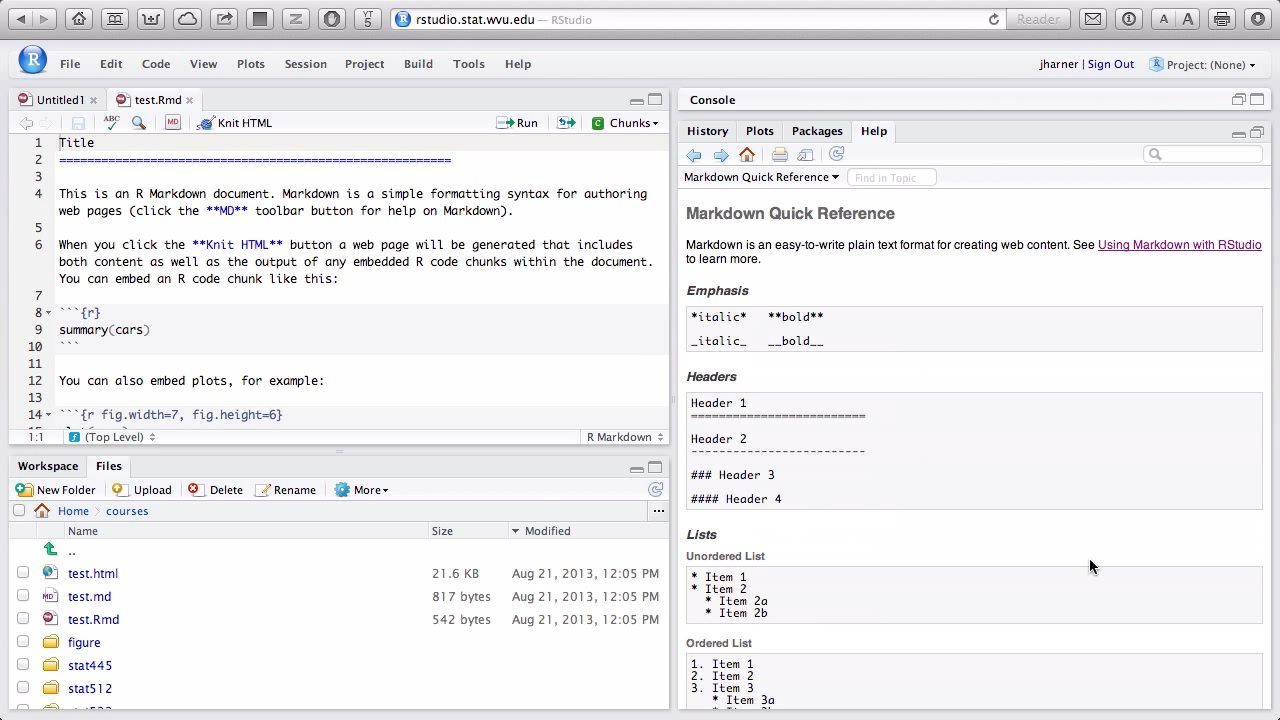 YT
5
rstudio.stat.wvu.edu — RStudio
Reader
A A
R
File Edit Code View Plots Session Project Build Tools Help
jharner | Sign Out
Project: (None)
Untitled1
test.Rmd
ABC
MD
Knit HTML
Run
Chunks
1 Title
2 ========================================================
3
4 This is an R Markdown document. Markdown is a simple formatting syntax for authoring
web pages (click the **MD** toolbar button for help on Markdown).
5
6 When you click the **Knit HTML** button a web page will be generated that includes
both content as well as the output of any embedded R code chunks within the document.
You can embed an R code chunk like this:
7
8 ```{r}
9 summary(cars)
10 ```
11
12 You can also embed plots, for example:
13
14 ```{r fig.width=7, fig.height=6}
1:1
(Top Level)
R Markdown
Workspace
Files
New Folder
Upload
Delete
Rename
More
Home
courses
...
Name
Size
Modified
..
test.html 21.6 KB Aug 21, 2013, 12:05 PM
test.md 817 bytes Aug 21, 2013, 12:05 PM
test.Rmd 542 bytes Aug 21, 2013, 12:05 PM
figure
stat445
stat512
Console
History
Plots
Packages
Help
Markdown Quick Reference
Find in Topic
Markdown Quick Reference
Markdown is an easy-to-write plain text format for creating web content. See Using Markdown with RStudio
to learn more.
Emphasis
*italic* **bold**
_italic_ __bold__
Headers
Header 1
=========================
Header 2
-------------------------
### Header 3
#### Header 4
Lists
Unordered List
* Item 1
* Item 2
* Item 2a
* Item 2b
Ordered List
1. Item 1
2. Item 2
3. Item 3
* Item 3a